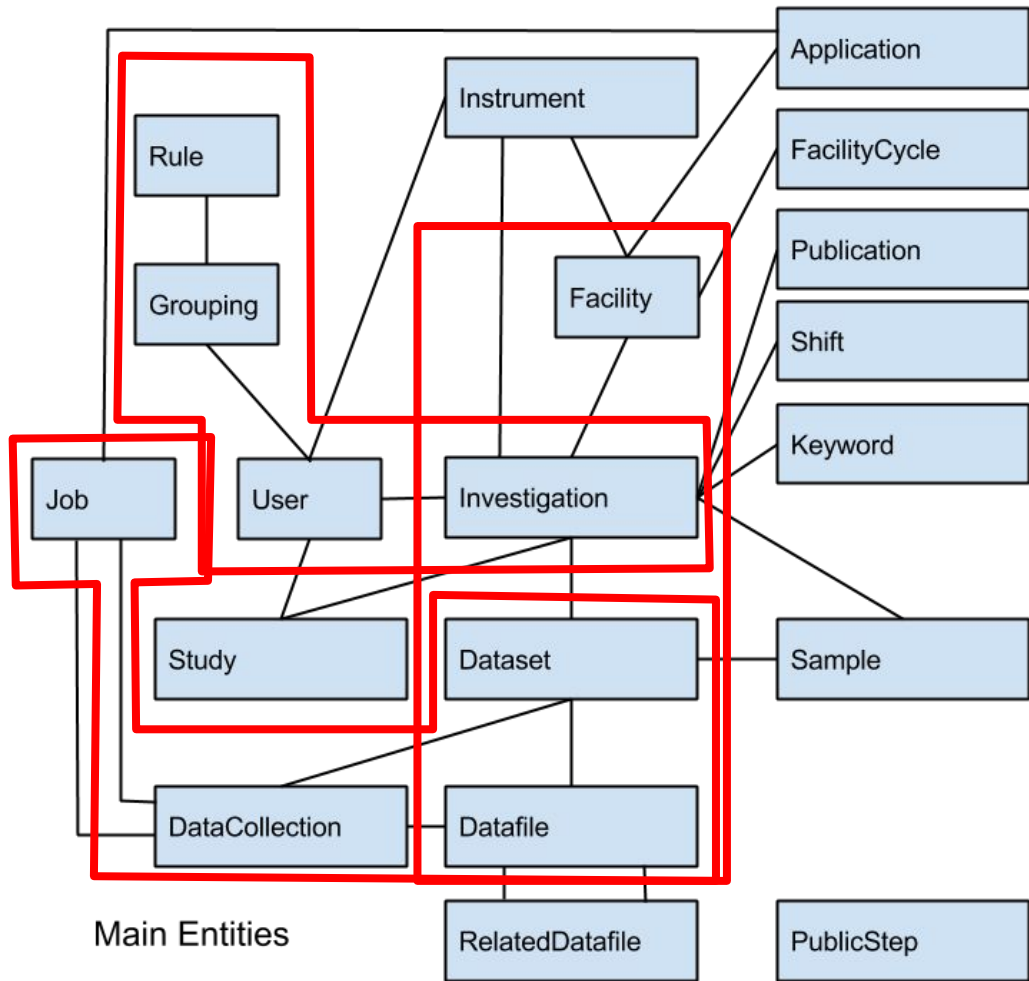 Application
Instrument
Rule
FacilityCycle
Publication
Grouping
Facility
Shift
Keyword
Job
User
Investigation
Study
Dataset
Sample
DataCollection
Datafile
Main Entities
RelatedDatafile
PublicStep